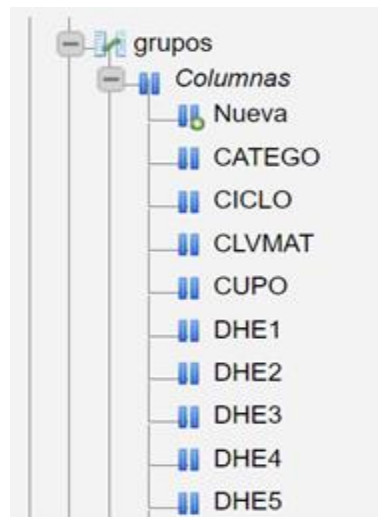 grupos
Columnas
Nueva
CATEGO
CICLO
CLVMAT
CUPO
DHE1
DHE2
DHE3
DHE4
DHE5